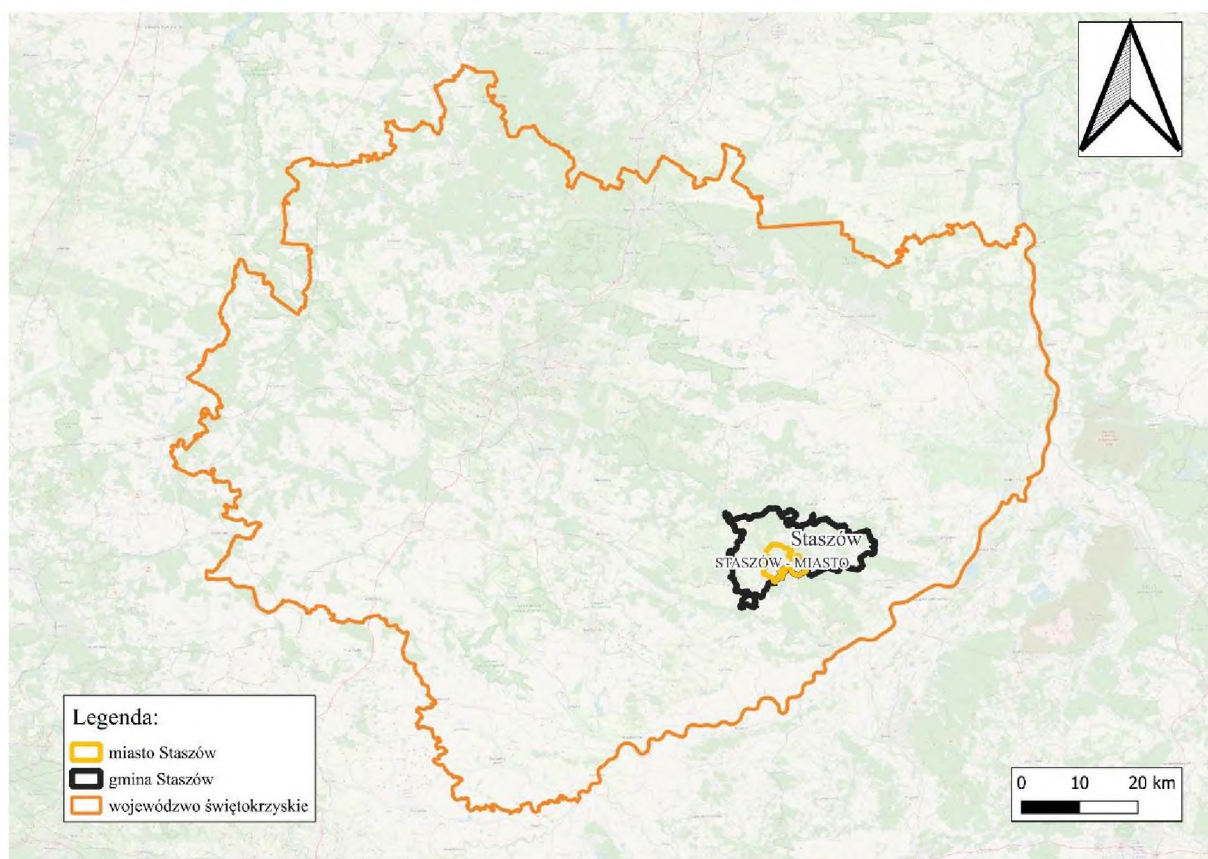 Staszów
STASZÓW - MIASTO
Legenda:
miasto Staszów
gmina Staszów
województwo świętokrzyskie
0 10 20 km